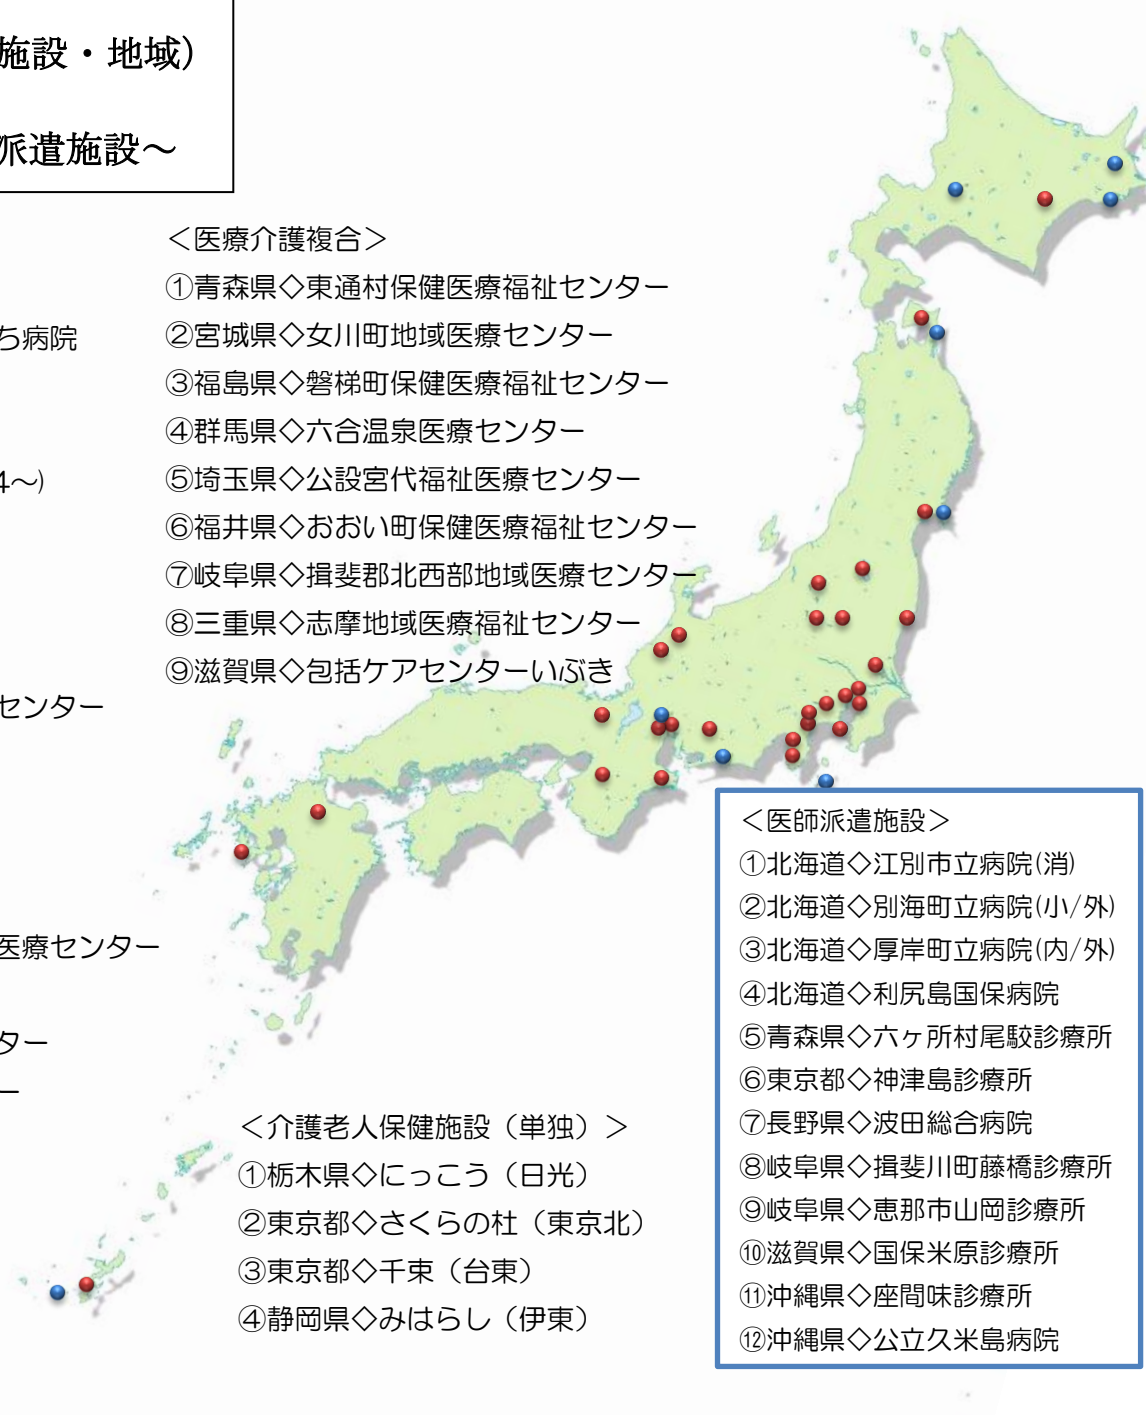 施設・地域）
派遣施設～
ち病院
4～)
センター
医療センター
ター
ー
＜医療介護複合＞
①青森県◇東通村保健医療福祉センター
②宮城県◇女川町地域医療センター
③福島県◇磐梯町保健医療福祉センター
④群馬県◇六合温泉医療センター
⑤埼玉県◇公設宮代福祉医療センター
⑥福井県◇おおい町保健医療福祉センター
⑦岐阜県◇揖斐郡北西部地域医療センター
⑧三重県◇志摩地域医療福祉センター
⑨滋賀県◇包括ケアセンターいぶき
＜介護老人保健施設（単独）＞
①栃木県◇にっこう（日光）
②東京都◇さくらの杜（東京北）
③東京都◇千束（台東）
④静岡県◇みはらし（伊東）
＜医師派遣施設＞
①北海道◇江別市立病院(消)
②北海道◇別海町立病院(小/外)
③北海道◇厚岸町立病院(内/外)
④北海道◇利尻島国保病院
⑤青森県◇六ヶ所村尾駮診療所
⑥東京都◇神津島診療所
⑦長野県◇波田総合病院
⑧岐阜県◇揖斐川町藤橋診療所
⑨岐阜県◇恵那市山岡診療所
⑩滋賀県◇国保米原診療所
⑪沖縄県◇座間味診療所
⑫沖縄県◇公立久米島病院